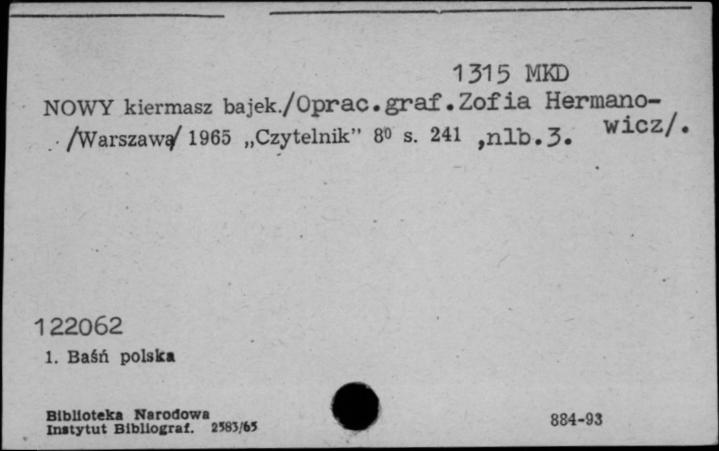 1315 MKD
NOWY kiermasz bajek./Oprac.graf.Zofia Hermano-
wicz/.
/Warszawa/ 1965 „Czytelnik” 8⁰ s. 241 ,nlb.3.
122062
1. Baśń polska
Biblioteka Narodowa
Instytut Bibliograf. 2583/65
884-93